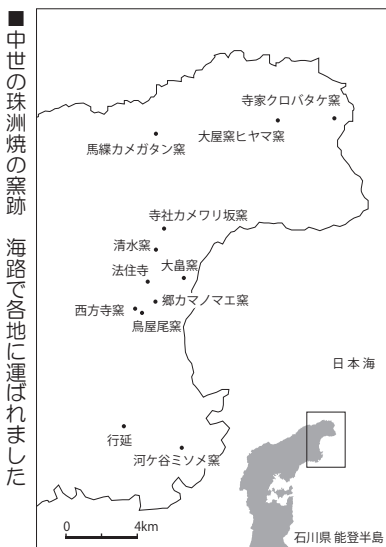 ■中世の珠洲焼の窯跡　海路で各地に運ばれました
寺家クロバタケ窯
大屋窯ヒヤマ窯
馬緤カメガタン窯
寺社カメワリ坂窯
清水窯
法住寺
大畠窯
郷カマノマエ窯
西方寺窯
鳥屋尾窯
日本海
行延
河ケ谷ミソメ窯
0 4km
石川県 能登半島